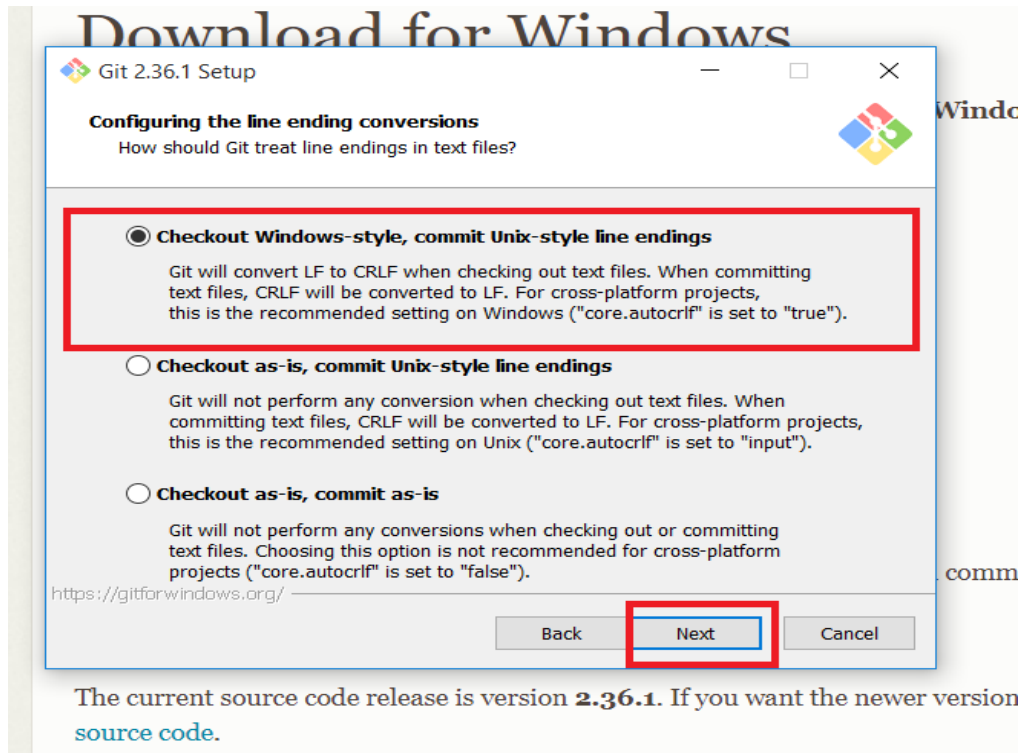 Download for Windows
Git 2.36.1 Setup
Configuring the line ending conversions
Windo
How should Git treat line endings in text files?
Checkout Windows-style, commit Unix-style line endings
Git will convert LF to CRLF when checking out text files. When committing
text files, CRLF will be converted to LF. For cross-platform projects,
this is the recommended setting on Windows ("core.autocrlf" is set to "true").
Checkout as-is, commit Unix-style line endings
Git will not perform any conversion when checking out text files. When
committing text files, CRLF will be converted to LF. For cross-platform projects,
this is the recommended setting on Unix ("core.autocrlf" is set to "input").
Checkout as-is, commit as-is
Git will not perform any conversions when checking out or committing
text files. Choosing this option is not recommended for cross-platform
projects ("core.autocrlf" is set to "false").
comm
https://gitforwindows.org/
Back
Next
Cancel
The current source code release is version 2.36.1. If you want the newer version
source code.